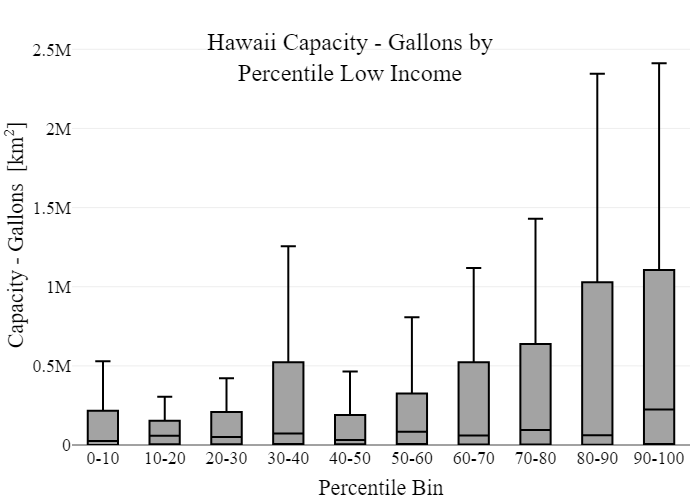 Hawaii Capacity - Gallons by
Percentile Low Income
Capacity - Gallons [km²]
2.5M
2M
1.5M
1M
0.5M
0
0-10 10-20 20-30 30-40 40-50 50-60 60-70 70-80 80-90 90-100
Percentile Bin